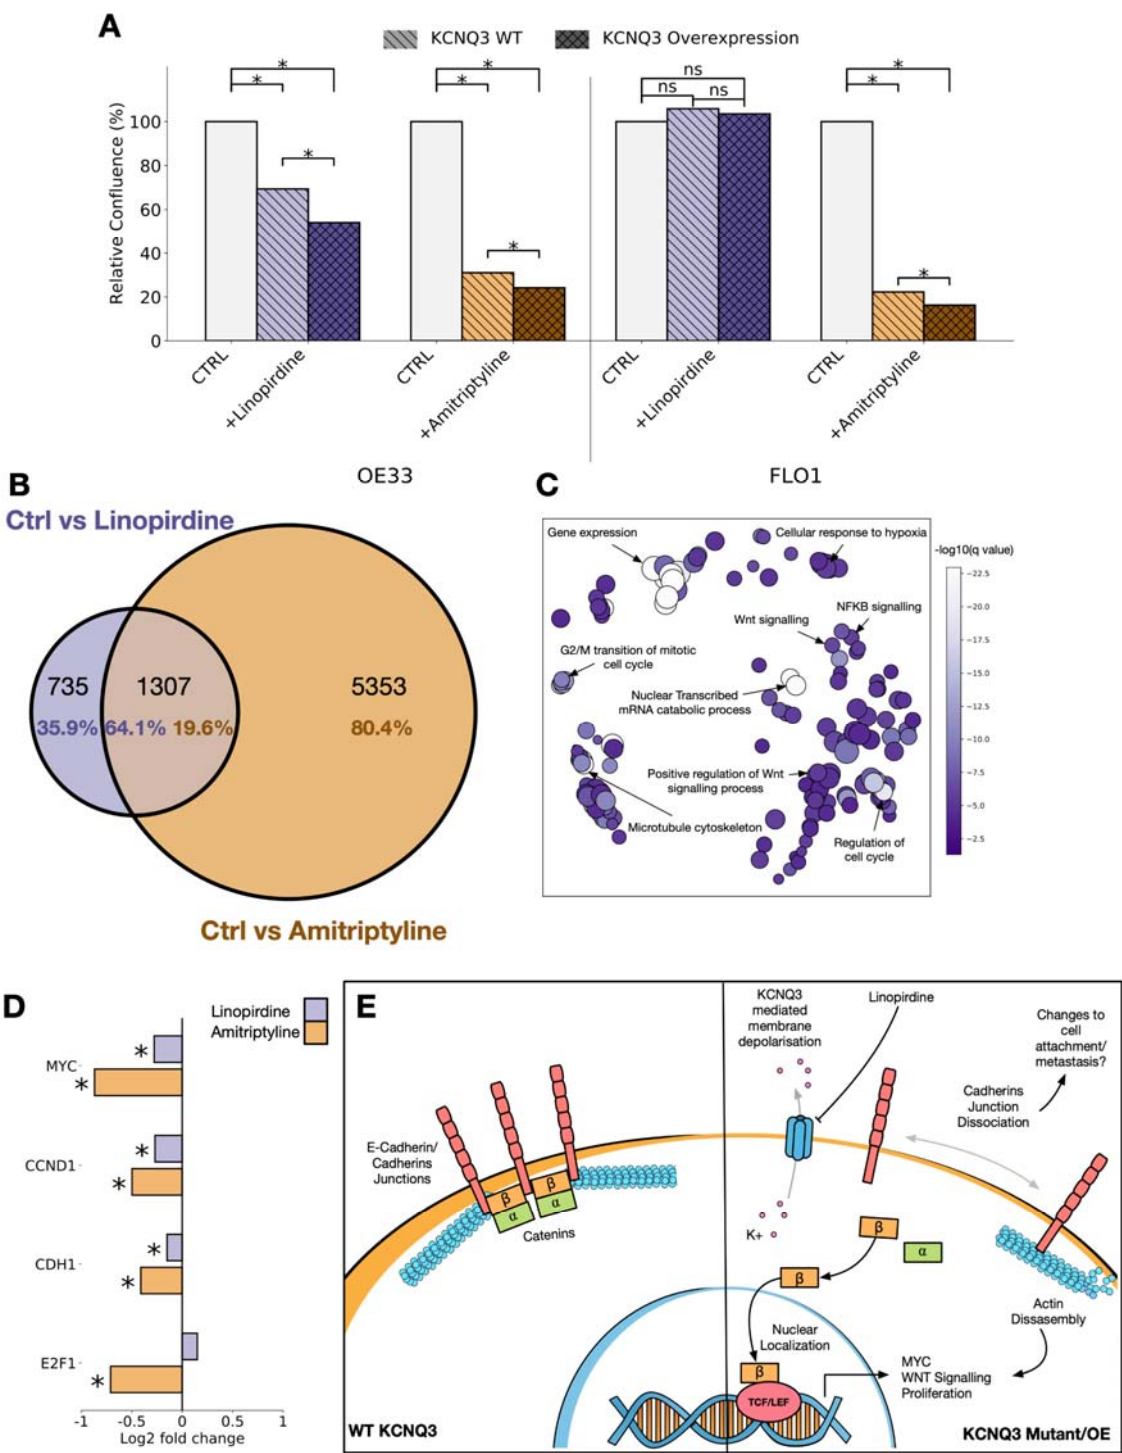 A
KCNQ3 WT
KCNQ3 Overexpression
Relative Confluence (%)
100
80
60
40
20
0
*
*
*
*
*
*
ns
ns
ns
*
*
*
CTRL
+Linopirdine
CTRL
+Amitriptyline
CTRL
+Linopirdine
CTRL
+Amitriptyline
OE33
FLO1
B
Ctrl vs Linopirdine
735
1307
5353
35.9%
64.1%
19.6%
80.4%
Ctrl vs Amitriptyline
C
Gene expression
Cellular response to hypoxia
NFKB signalling
Wnt signalling
G2/M transition of mitotic
cell cycle
Nuclear Transcribed
mRNA catabolic process
Positive regulation of Wnt
signalling process
Microtubule cytoskeleton
Regulation of
cell cycle
-log10(q value)
−22.5
−20.0
−17.5
−15.0
−12.5
−10.0
−7.5
−5.0
−2.5
D
Linopirdine
Amitriptyline
MYC
*
*
CCND1
*
*
CDH1
*
*
E2F1
*
-1
-0.5
0
0.5
1
Log2 fold change
E
E-Cadherin/
Cadherins
Junctions
β
β
α
α
Catenins
WT KCNQ3
KCNQ3
mediated
membrane
depolarisation
Linopirdine
Changes to
cell
attachment/
metastasis?
Cadherins
Junction
Dissociation
K+
β
α
β
Actin
Dissasembly
Nuclear
Localization
β
TCF/LEF
MYC
WNT Signalling
Proliferation
KCNQ3 Mutant/OE